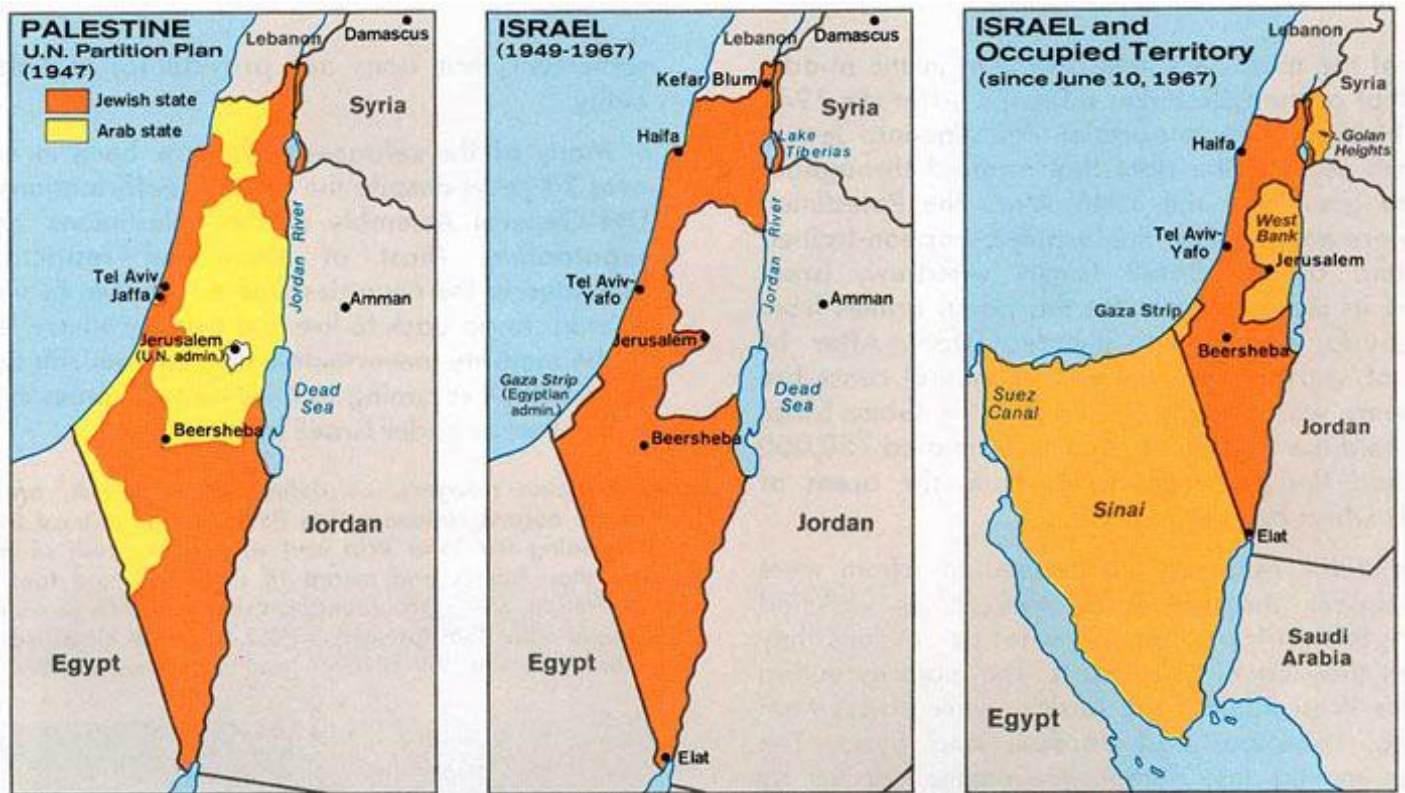 PALESTINE
U.N. Partition Plan
(1947)
Jewish state
Arab state
Lebanon
Damascus
Syria
Jordan River
Tel Aviv
Jaffa
Amman
Jerusalem
(U.N. admin.)
Dead
Sea
Beersheba
Jordan
Egypt
ISRAEL
(1949-1967)
Lebanon
Damascus
Kefar Blum
Syria
Haifa
Lake
Tiberias
Jordan River
Tel Aviv-
Yafo
Amman
Jerusalem
Gaza Strip
(Egyptian
admin.)
Dead
Sea
Beersheba
Jordan
Egypt
Elat
ISRAEL and
Occupied Territory
(since June 10, 1967)
Lebanon
Syria
Golan
Heights
Haifa
West
Bank
Tel Aviv-
Yafo
Jerusalem
Gaza Strip
Beersheba
Suez
Canal
Jordan
Sinai
Elat
Saudi
Arabia
Egypt